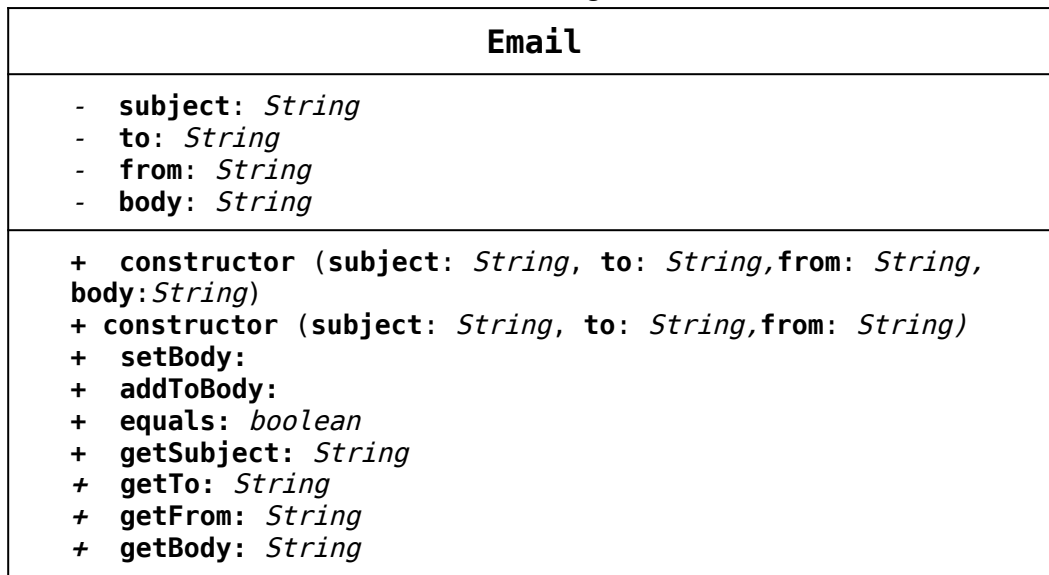 Email
- subject: String
- to: String
- from: String
- body: String
+ constructor (subject: String, to: String,from: String,
body:String)
+ constructor (subject: String, to: String,from: String)
+ setBody:
+ addToBody:
+ equals: boolean
+ getSubject: String
+ getTo: String
+ getFrom: String
+ getBody: String